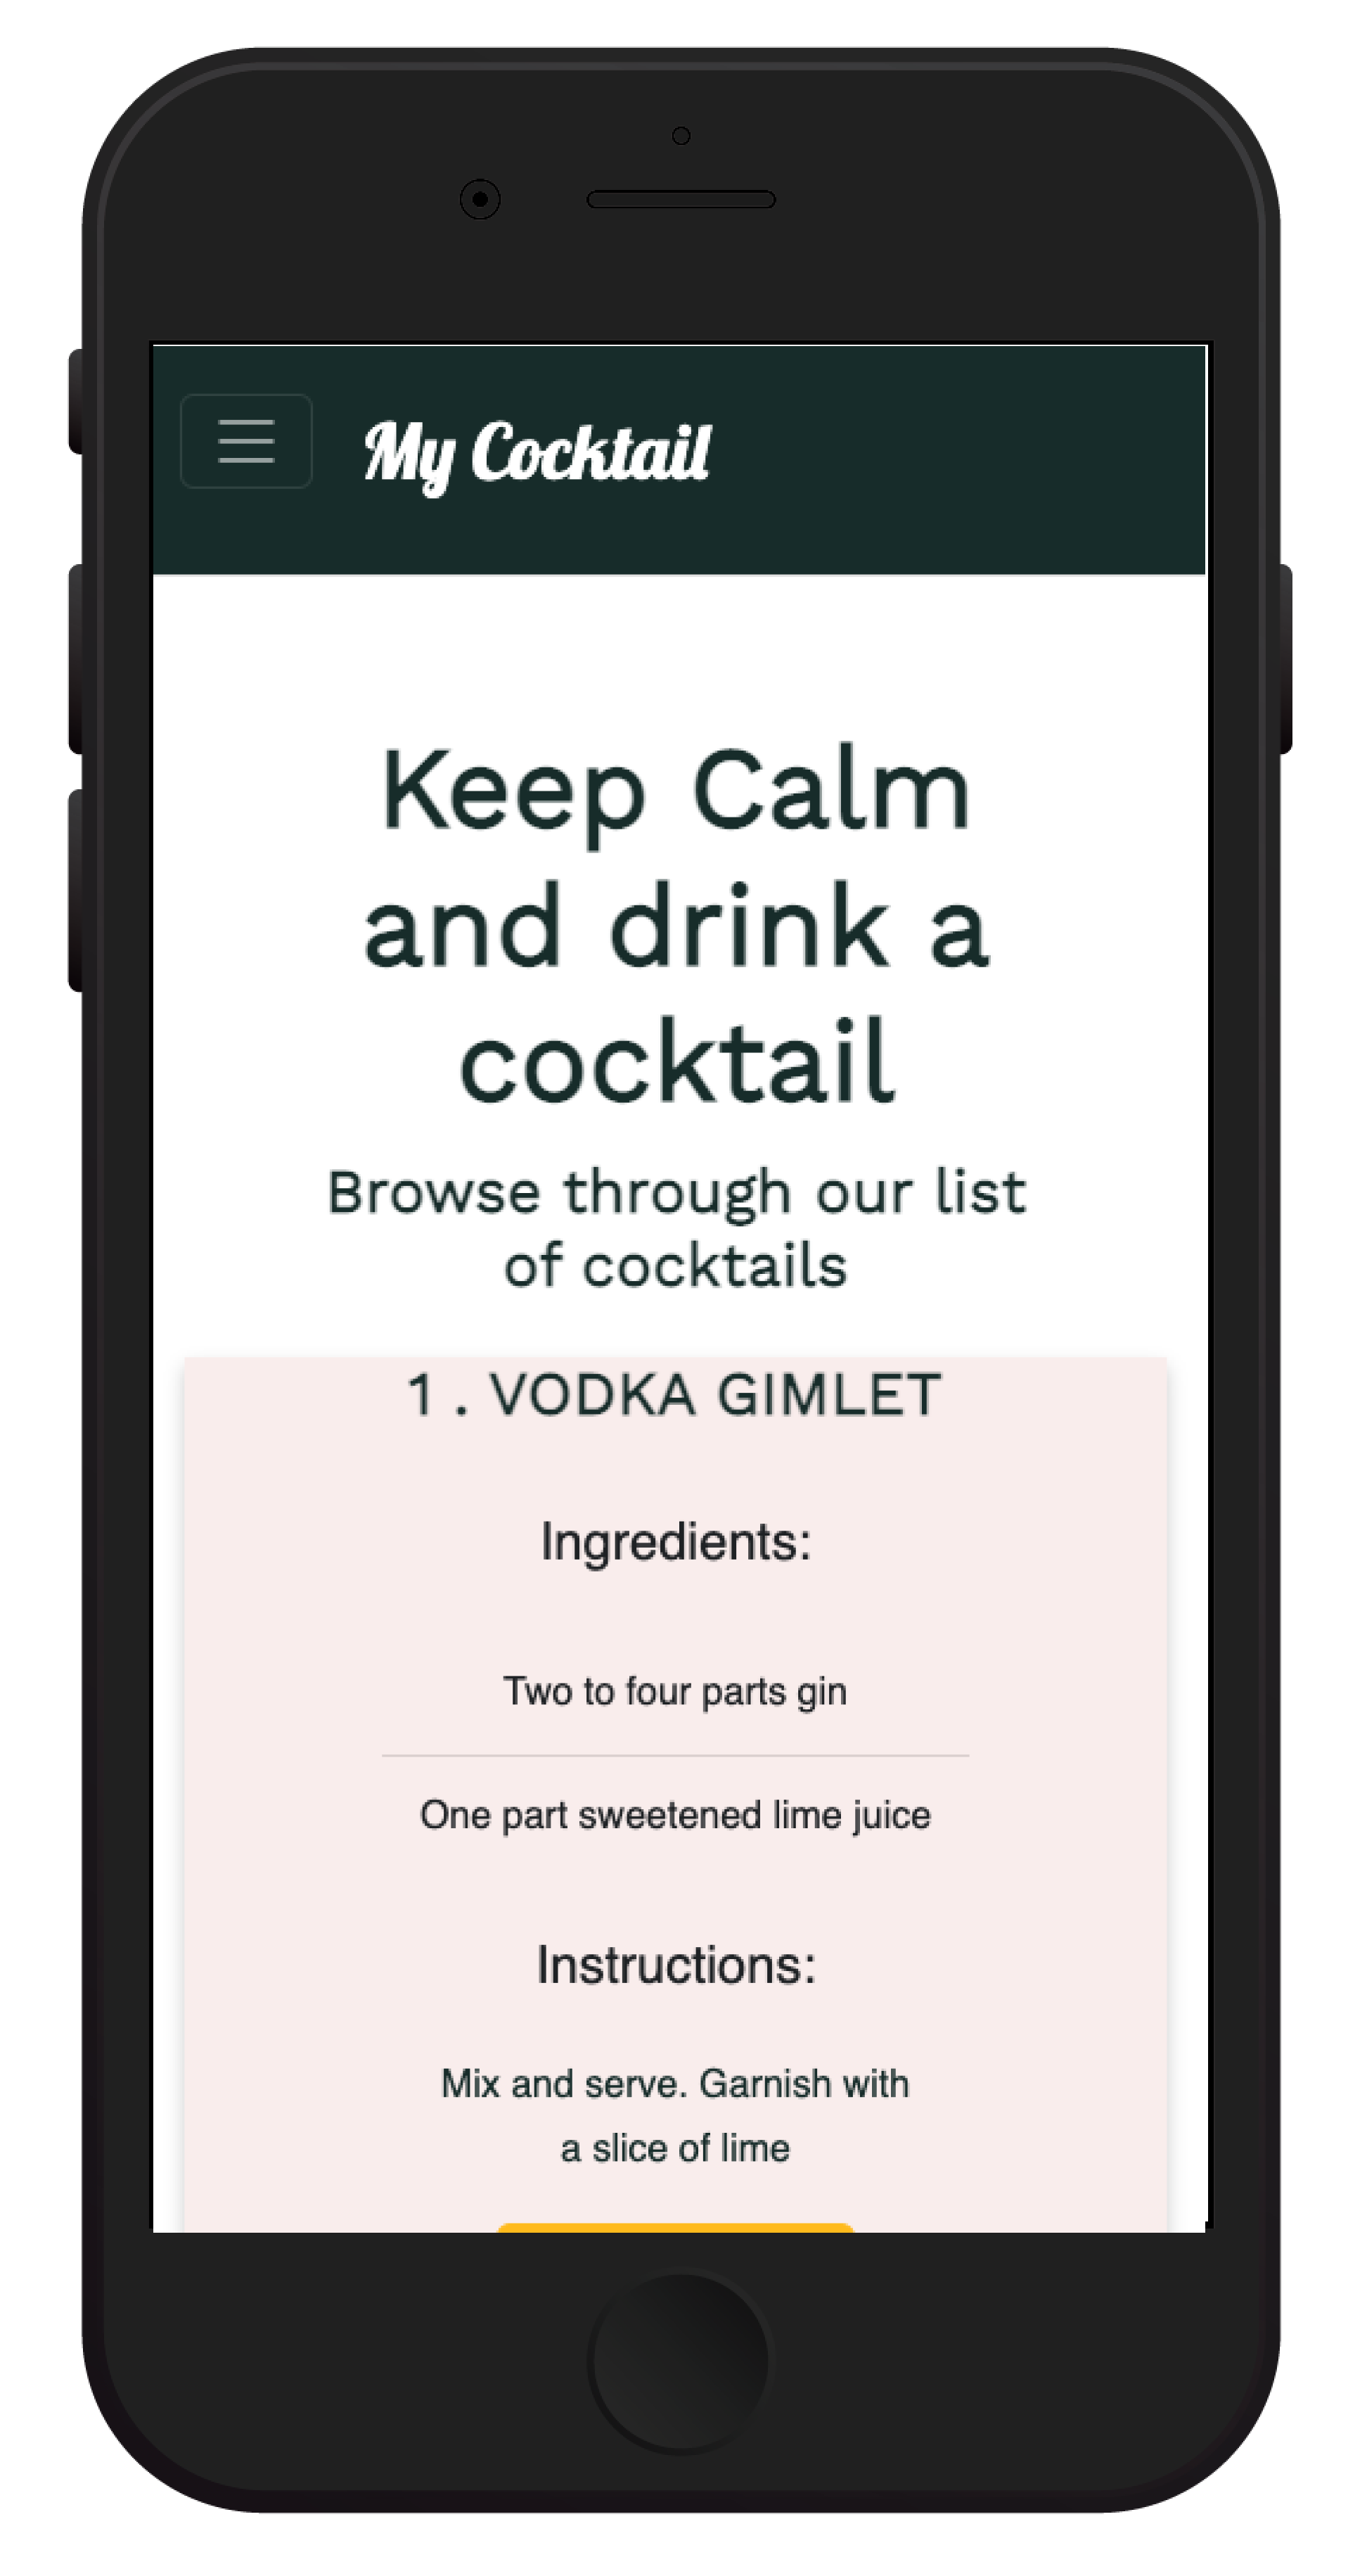 My Cocktail
Keep Calm
and drink a
cocktail
Browse through our list
of cocktails
1 . VODKA GIMLET
Ingredients:
Two to four parts gin
One part sweetened lime juice
Instructions:
Mix and serve. Garnish with
a slice of lime